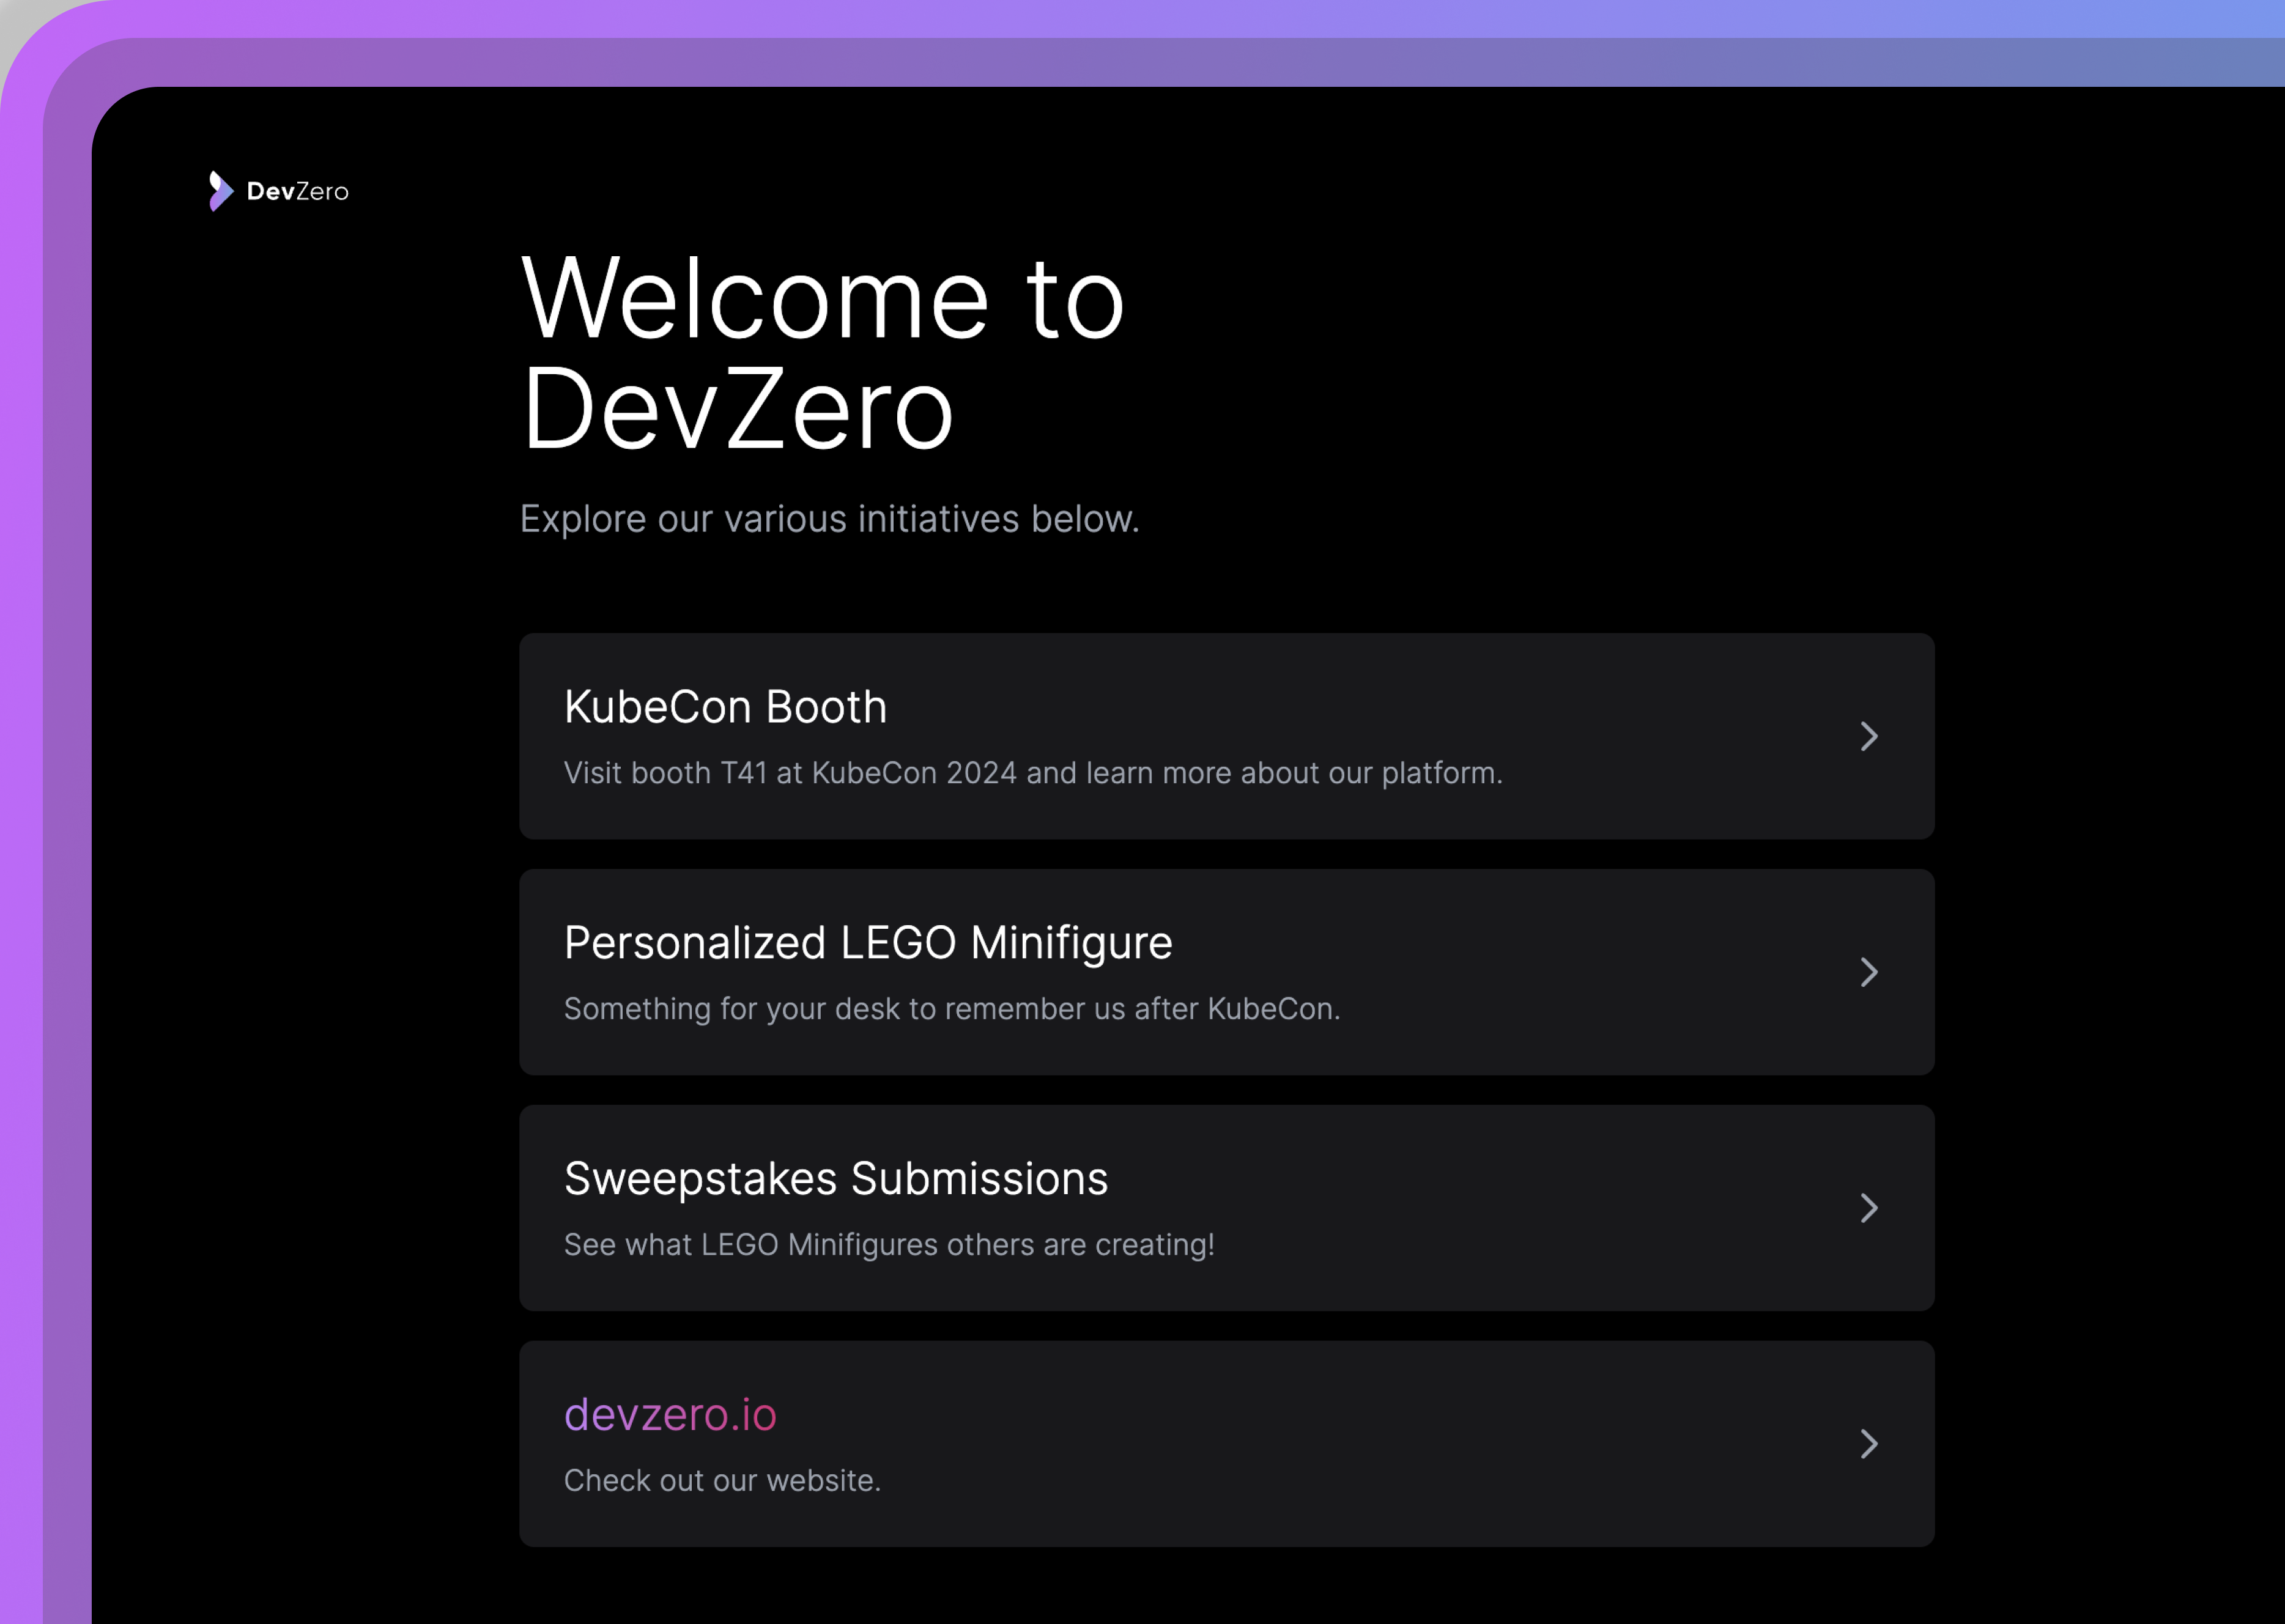 DevZero
Welcome to
DevZero
Explore our various initiatives below.
KubeCon Booth
Visit booth T41 at KubeCon 2024 and learn more about our platform.
Personalized LEGO Minifigure
Something for your desk to remember us after KubeCon.
Sweepstakes Submissions
See what LEGO Minifigures others are creating!
devzero.io
Check out our website.